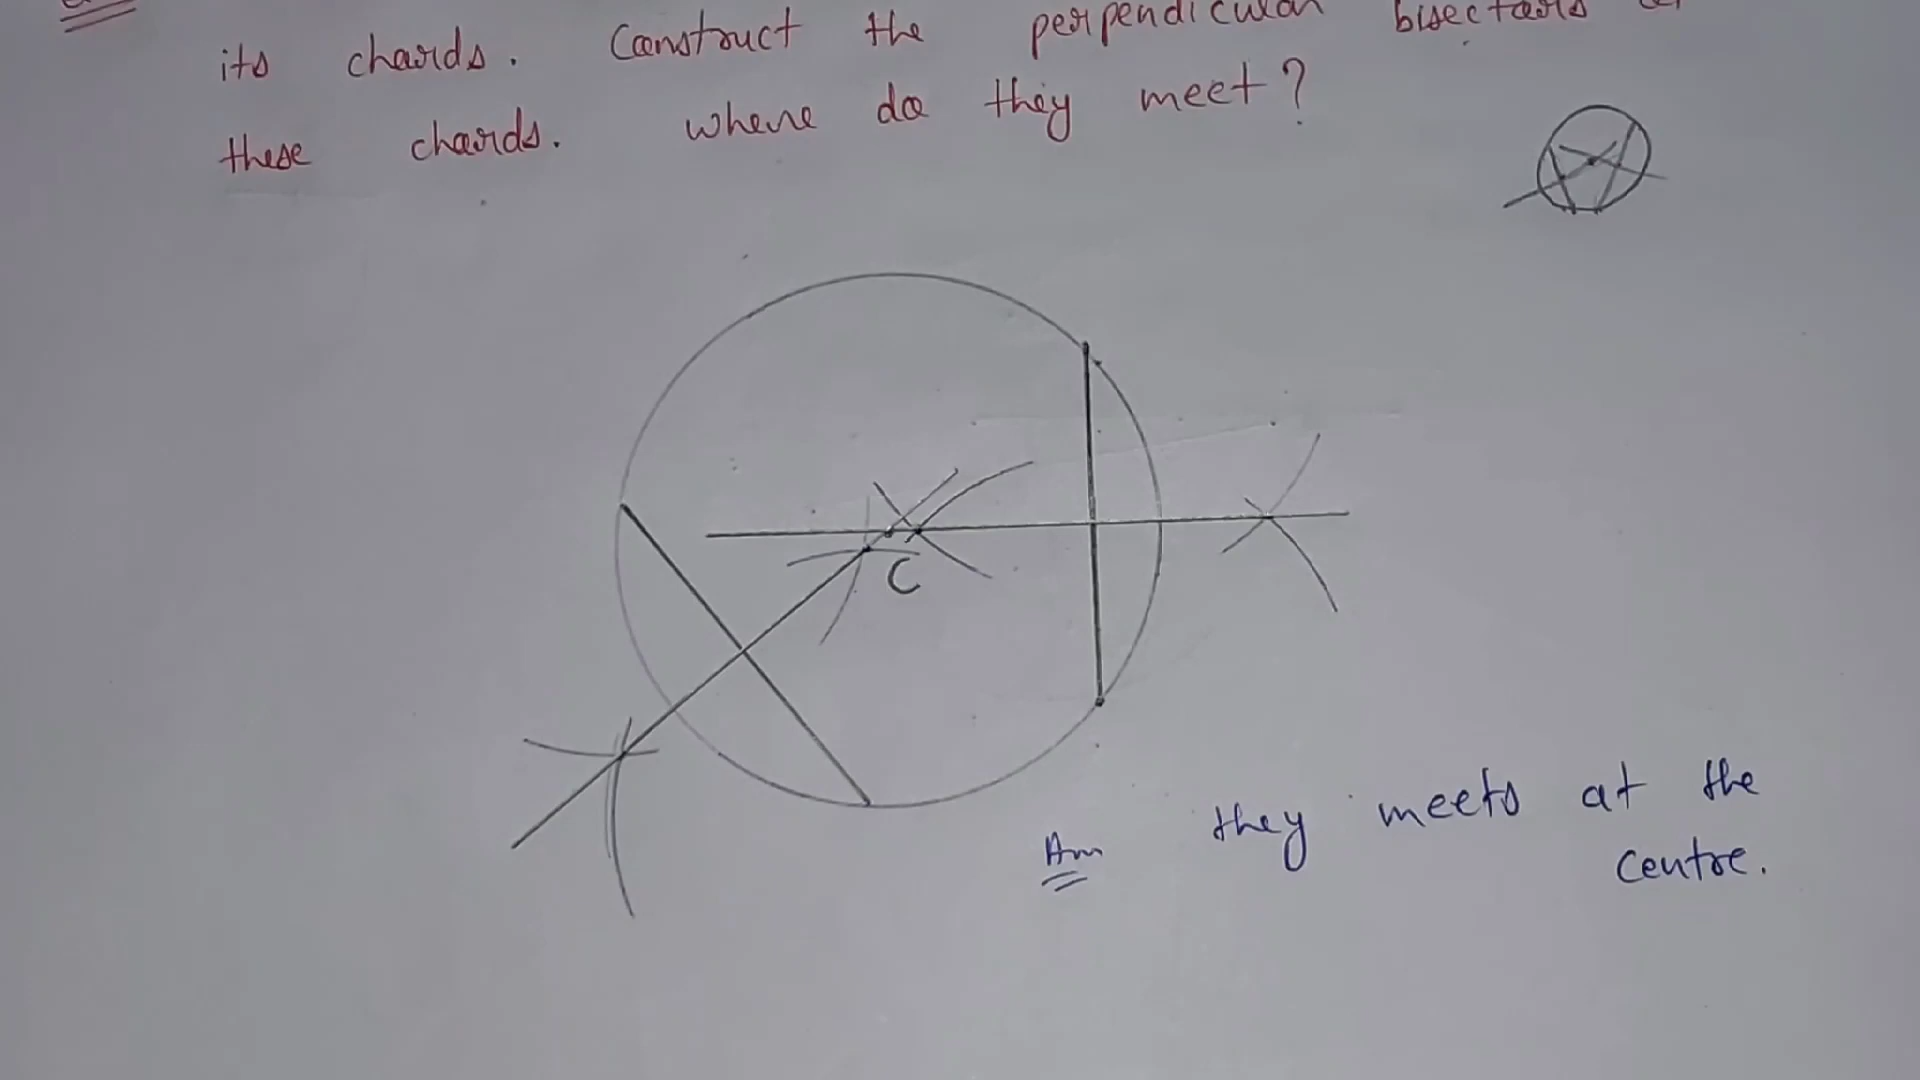 its chords. Construct the perpendicular bisectors
these chords. where do they meet?
C
Ans they meets at the
centre.